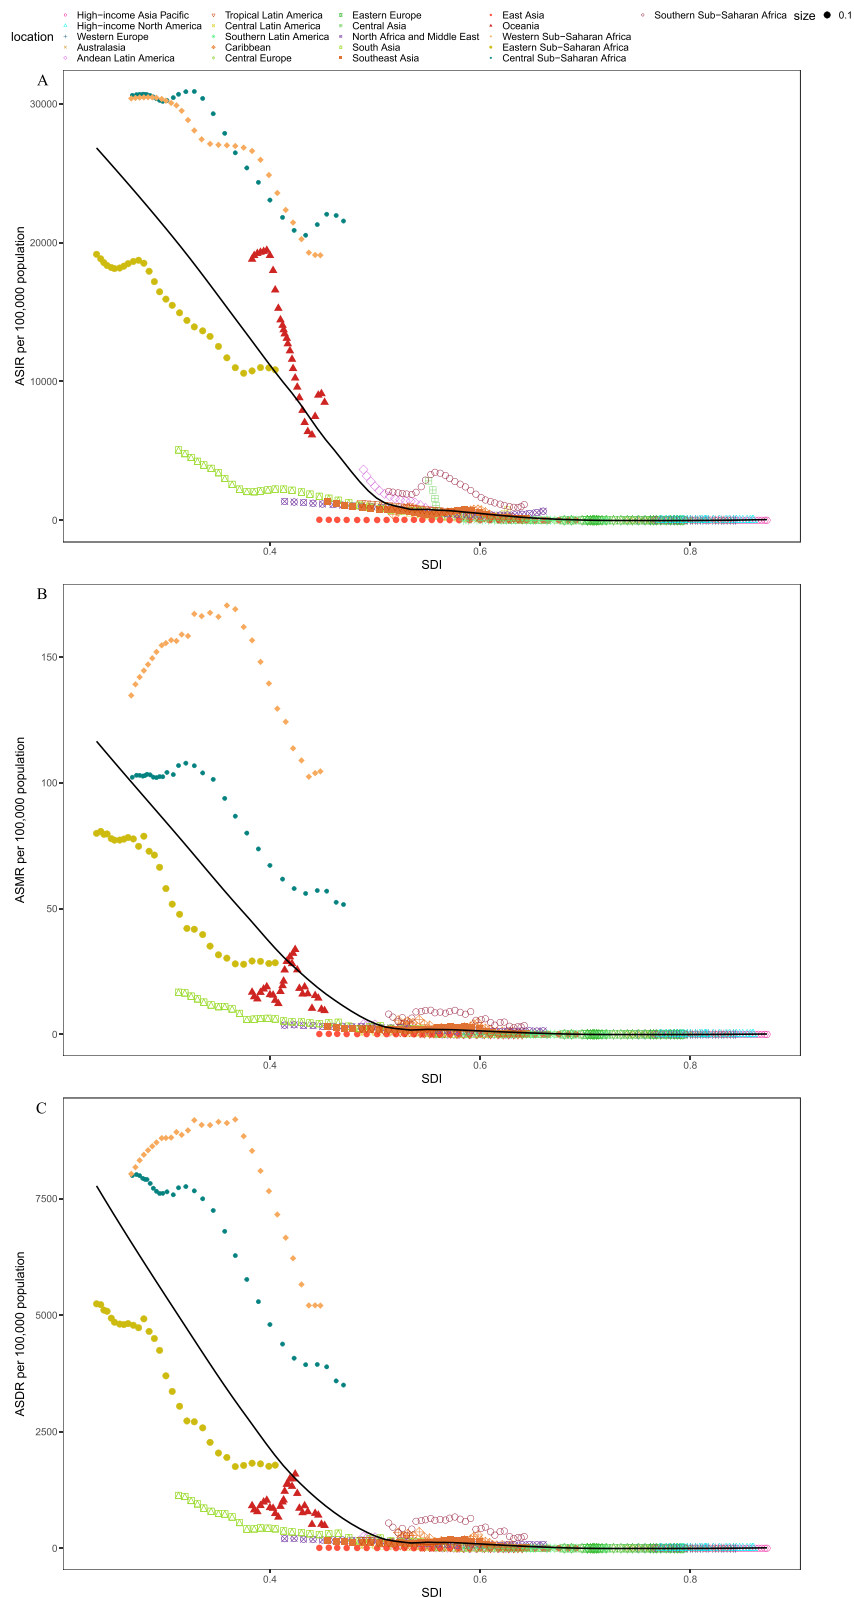 High−income Asia Pacific Tropical Latin America Eastern Europe East Asia Southern Sub−Saharan Africa size 0.1
High−income North America Central Latin America Central Asia Oceania
location Western Europe Southern Latin America North Africa and Middle East Western Sub−Saharan Africa
Australasia Caribbean South Asia Eastern Sub−Saharan Africa
Andean Latin America Central Europe Southeast Asia Central Sub−Saharan Africa
A
30000
20000
10000
0
ASIR per 100,000 population
0.4 0.6 0.8
SDI
B
150
100
50
0
ASMR per 100,000 population
0.4 0.6 0.8
SDI
C
7500
5000
2500
0
ASDR per 100,000 population
0.4 0.6 0.8
SDI